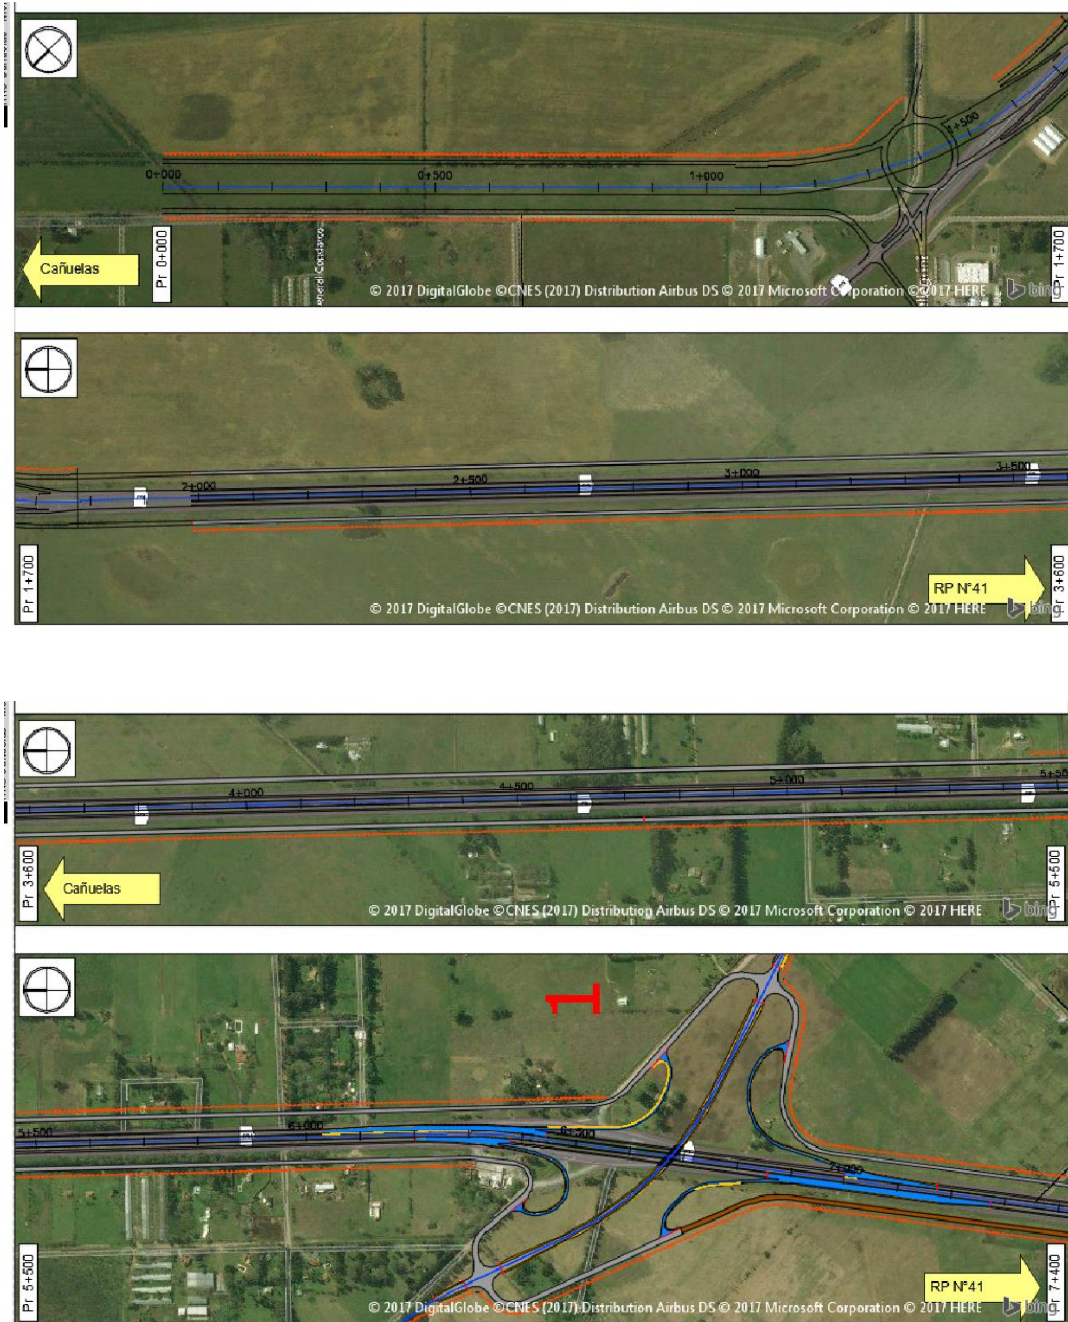 0+000
0+500
1+000
1+500
Cañuelas
Pr 0+000
Pr 1+700
© 2017 DigitalGlobe ©CNES (2017) Distribution Airbus DS © 2017 Microsoft Corporation © 2017 HERE
bing
2+000
2+500
3+000
3+500
Pr 1+700
RP N°41
Pr 3+600
© 2017 DigitalGlobe ©CNES (2017) Distribution Airbus DS © 2017 Microsoft Corporation © 2017 HERE
bing
4+000
4+500
5+000
5+50
Pr 3+600
Cañuelas
Pr 5+500
© 2017 DigitalGlobe ©CNES (2017) Distribution Airbus DS © 2017 Microsoft Corporation © 2017 HERE
bing
1
5+500
6+000
6+500
7+000
Pr 5+500
RP N°41
Pr 7+400
© 2017 DigitalGlobe ©CNES (2017) Distribution Airbus DS © 2017 Microsoft Corporation © 2017 HERE
bing